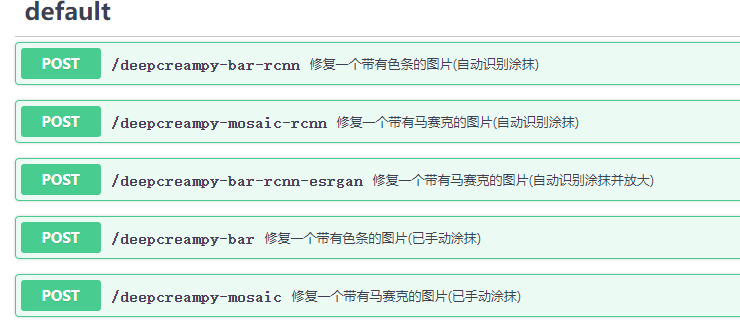 default
POST /deepcreampy-bar-rcnn 修复一个带有色条的图片(自动识别涂抹)
POST /deepcreampy-mosaic-rcnn 修复一个带有马赛克的图片(自动识别涂抹)
POST /deepcreampy-bar-rcnn-esrgan 修复一个带有马赛克的图片(自动识别涂抹并放大)
POST /deepcreampy-bar 修复一个带有色条的图片(已手动涂抹)
POST /deepcreampy-mosaic 修复一个带有马赛克的图片(已手动涂抹)